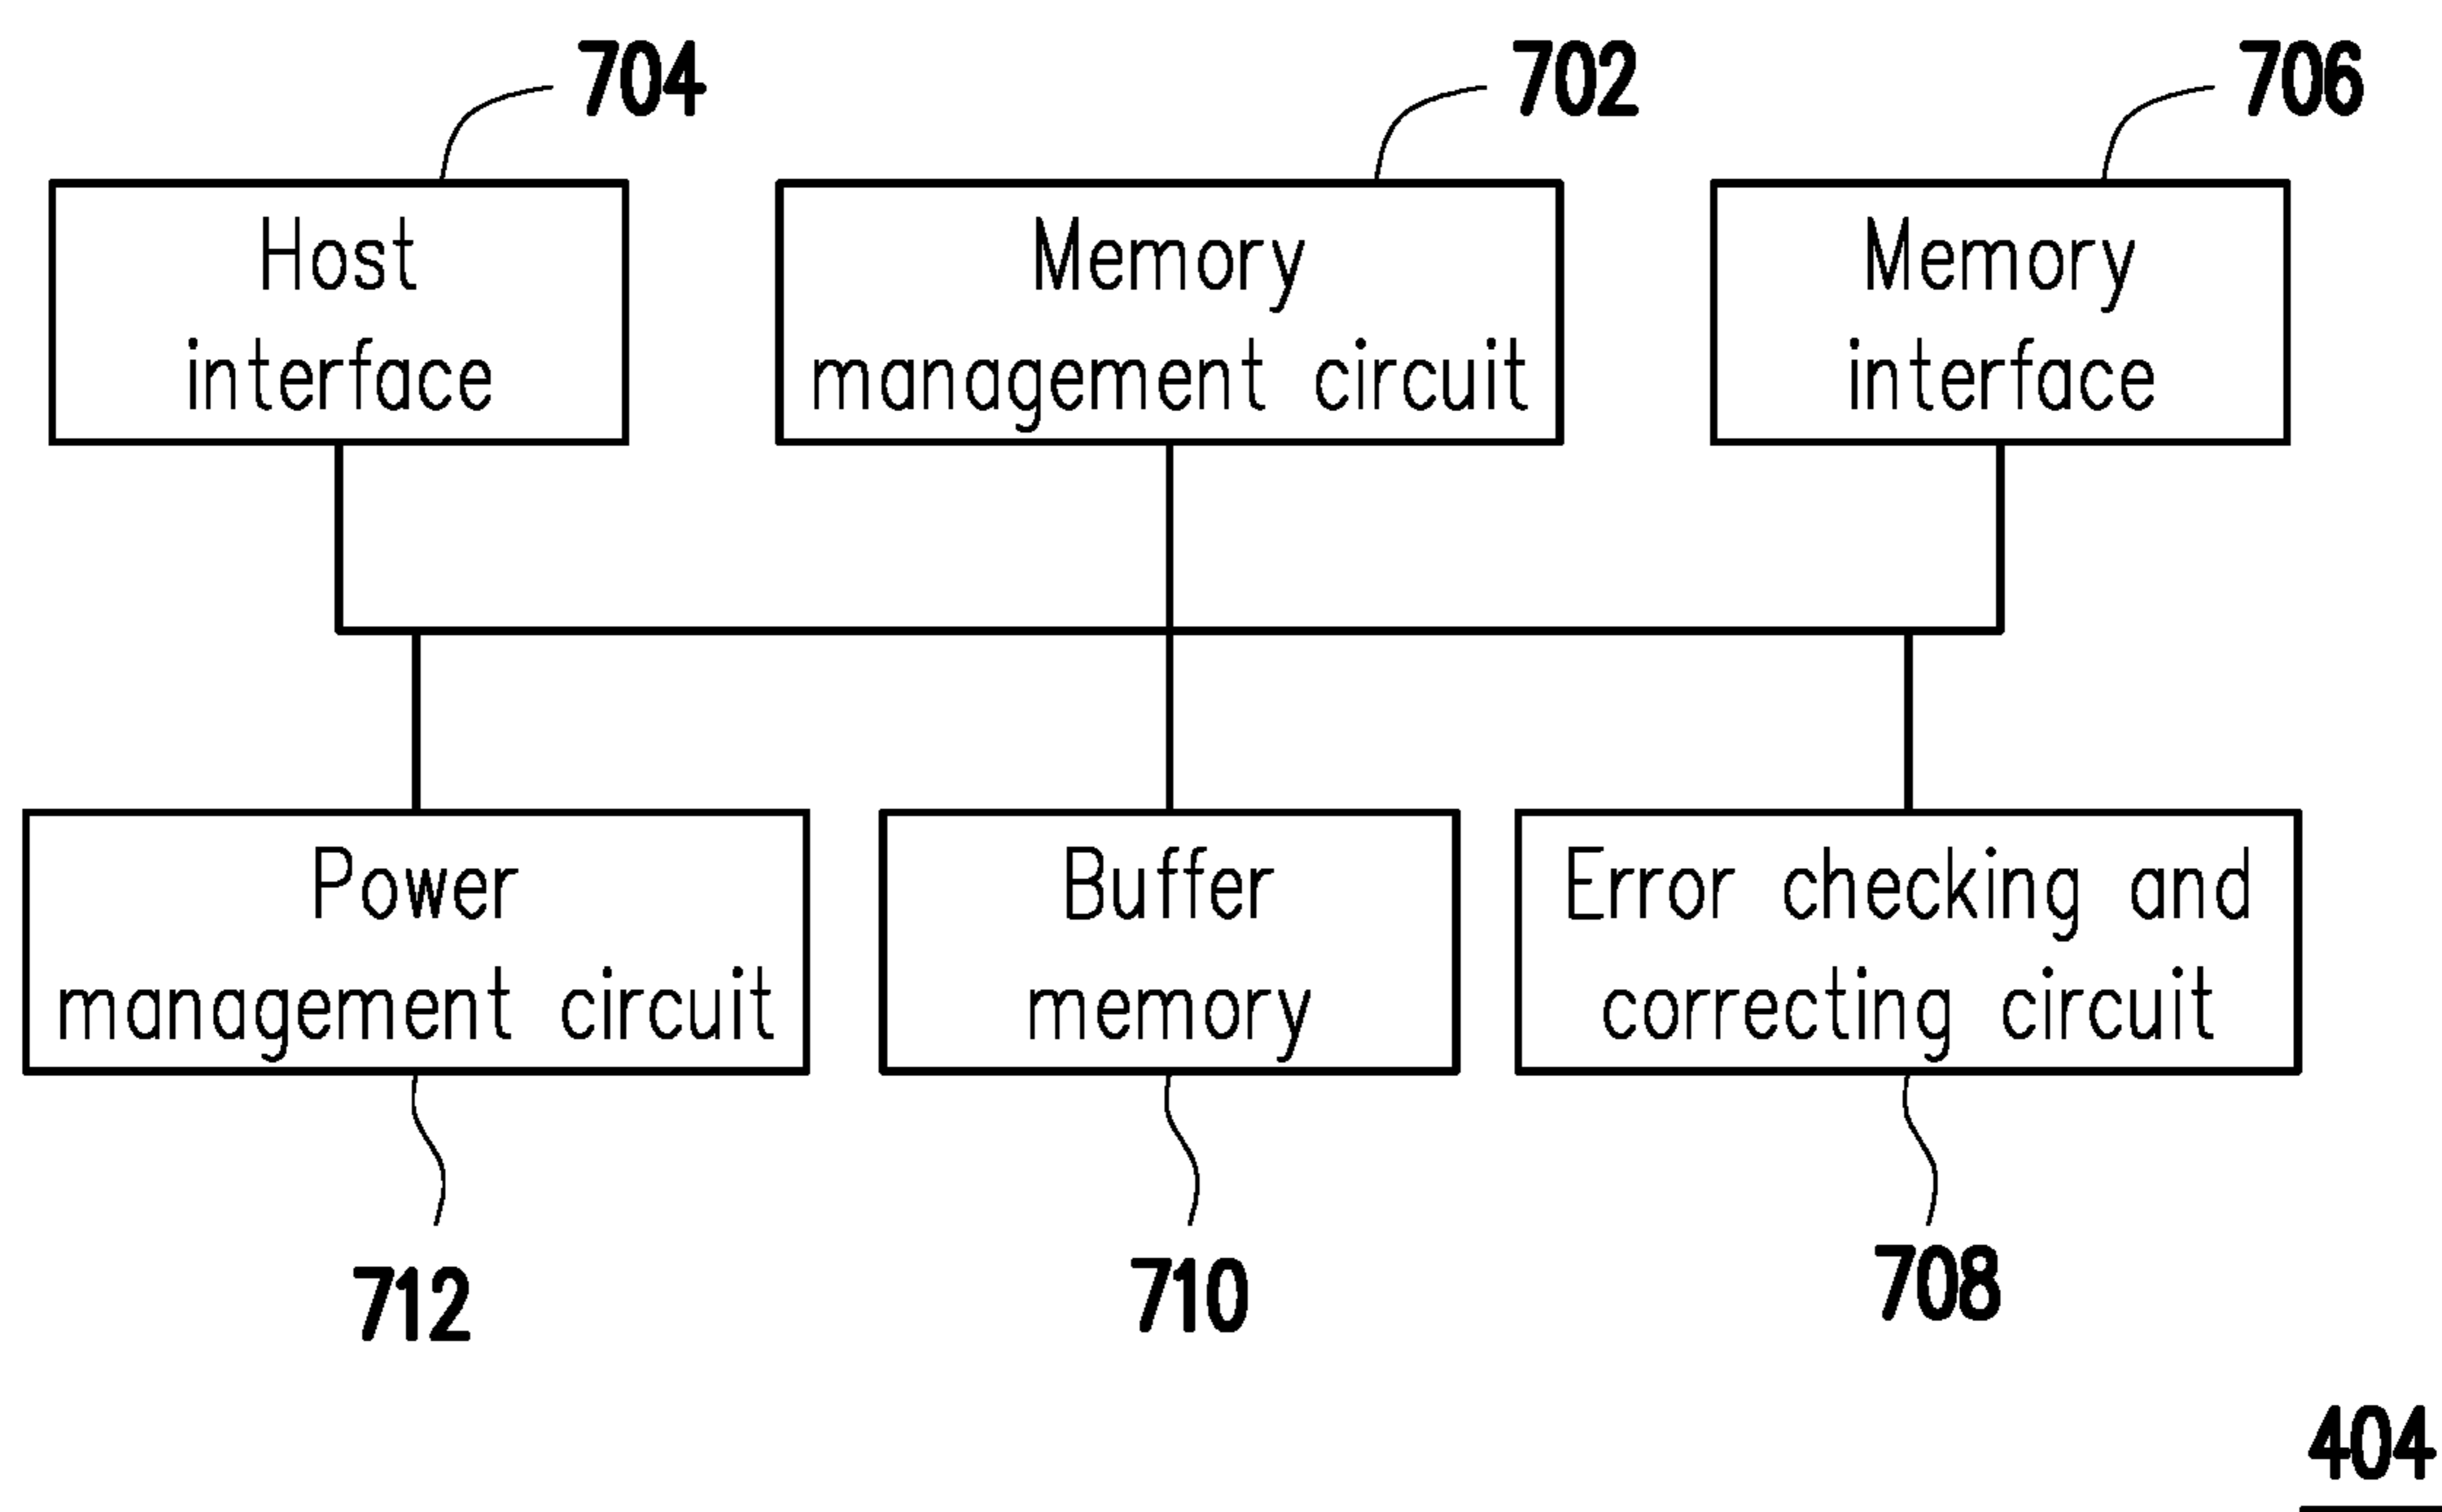 704
702
706
Host
interface
Memory
management circuit
Memory
interface
Power
management circuit
Buffer
memory
Error checking and
correcting circuit
712
710
708
404